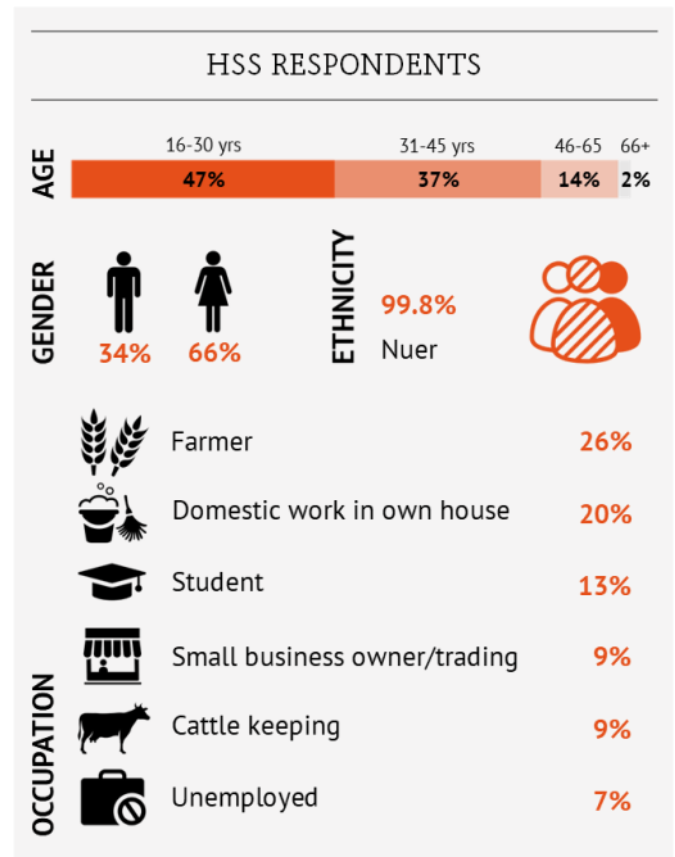 HSS RESPONDENTS
AGE
16-30 yrs 31-45 yrs 46-65 66+
47% 37% 14% 2%
GENDER
34% 66%
ETHNICITY
99.8%
Nuer
OCCUPATION
Farmer 26%
Domestic work in own house 20%
Student 13%
Small business owner/trading 9%
Cattle keeping 9%
Unemployed 7%